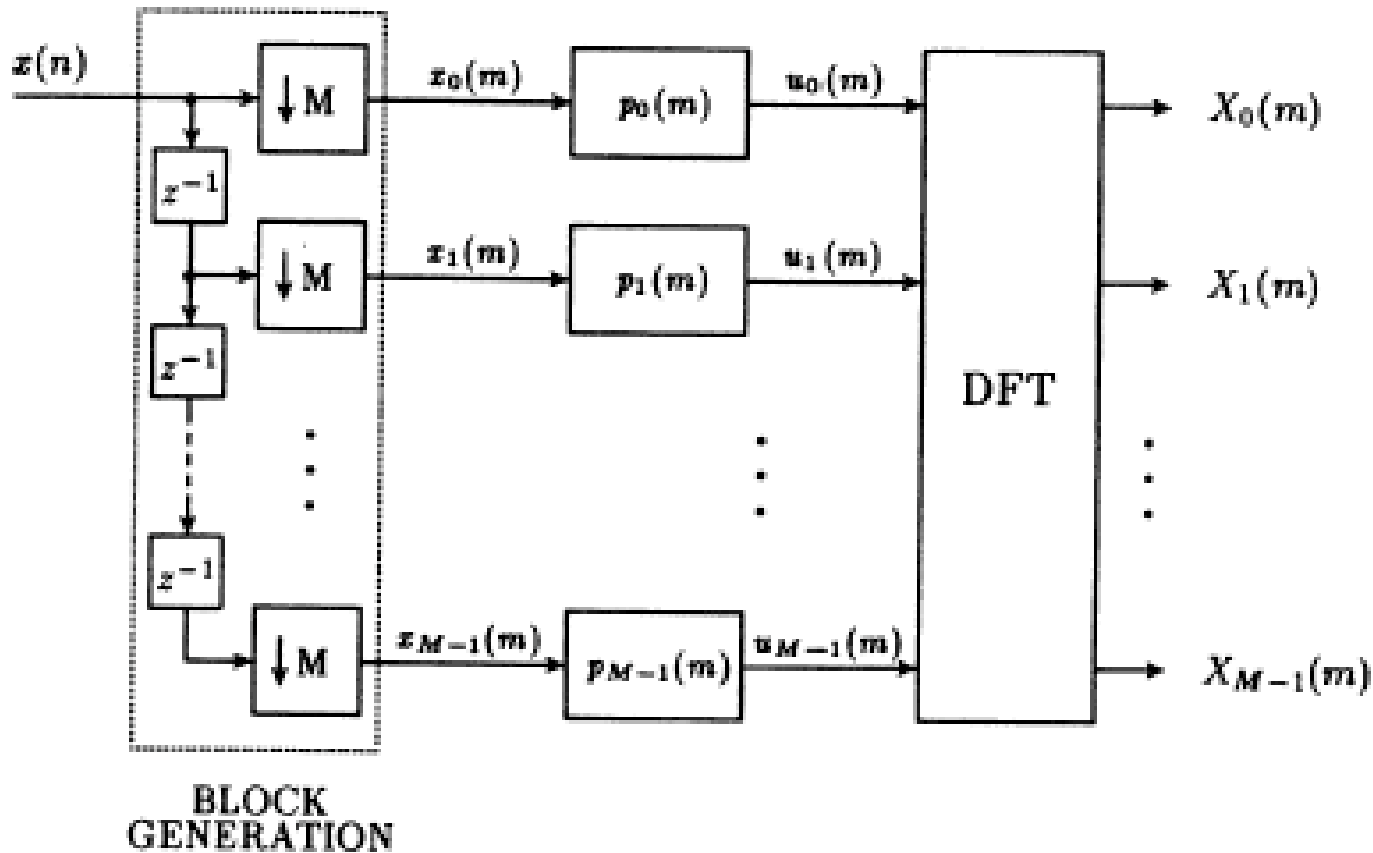 x(n)
↓ M
x₀(m)
p₀(m)
u₀(m)
X₀(m)
z⁻¹
↓ M
x₁(m)
p₁(m)
u₁(m)
X₁(m)
z⁻¹
DFT
z⁻¹
↓ M
x_{M-1}(m)
p_{M-1}(m)
u_{M-1}(m)
X_{M-1}(m)
BLOCK
GENERATION